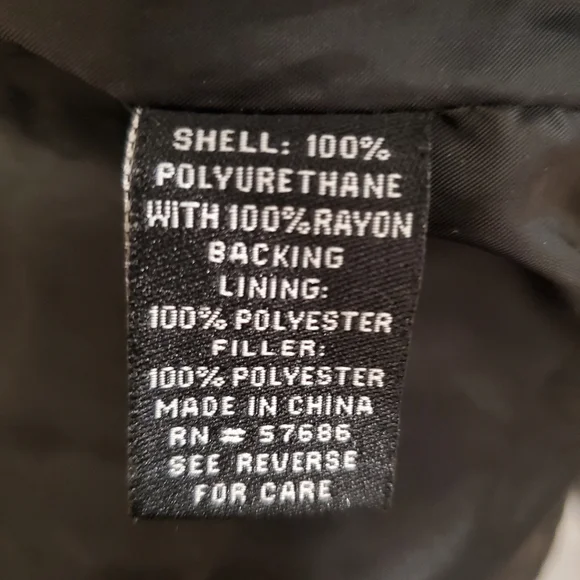 SHELL: 100%
POLYURETHANE
WITH 100% RAYON
BACKING
LINING:
100% POLYESTER
FILLER:
100% POLYESTER
MADE IN CHINA
RN # 57686
SEE REVERSE
FOR CARE